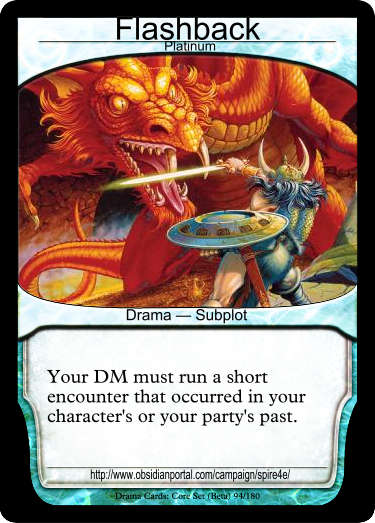 Flashback
Platinum
Drama — Subplot
Your DM must run a short
encounter that occurred in your
character's or your party's past.
http://www.obsidianportal.com/campaign/spire4e/
Drama Cards: Core Set (Beta) 94/180